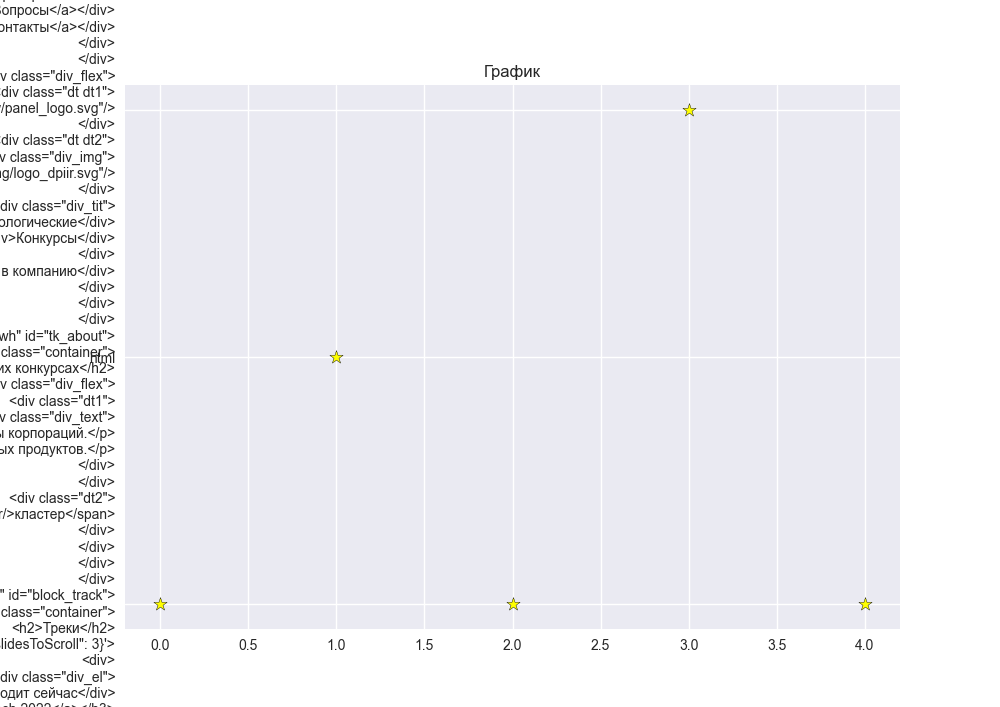 Вопросы</a></div>
онтакты</a></div>
</div>
</div>
v class="div_flex">
div class="dt dt1">
/panel_logo.svg"/>
</div>
div class="dt dt2">
v class="div_img">
ng/logo_dpiir.svg"/>
</div>
div class="div_tit">
ологические</div>
v>Конкурсы</div>
</div>
в компанию</div>
</div>
</div>
</div>
wh" id="tk_about">
class="container">
html
их конкурсах</h2>
v class="div_flex">
<div class="dt1">
v class="div_text">
ы корпораций.</p>
ых продуктов.</p>
</div>
</div>
<div class="dt2">
r/>кластер</span>
</div>
</div>
</div>
</div>
" id="block_track">
class="container">
<h2>Треки</h2>
slidesToScroll": 3}'>
<div>
div class="div_el">
одит сейчас</div>
График
0.0 0.5 1.0 1.5 2.0 2.5 3.0 3.5 4.0